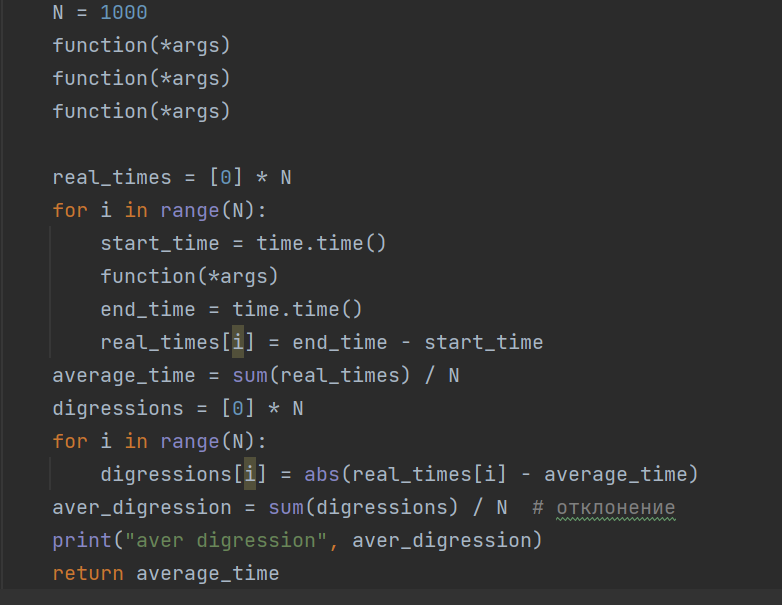 N = 1000
function(*args)
function(*args)
function(*args)
real_times = [0] * N
for i in range(N):
    start_time = time.time()
    function(*args)
    end_time = time.time()
    real_times[i] = end_time - start_time
average_time = sum(real_times) / N
digressions = [0] * N
for i in range(N):
    digressions[i] = abs(real_times[i] - average_time)
aver_digression = sum(digressions) / N  # отклонение
print("aver digression", aver_digression)
return average_time